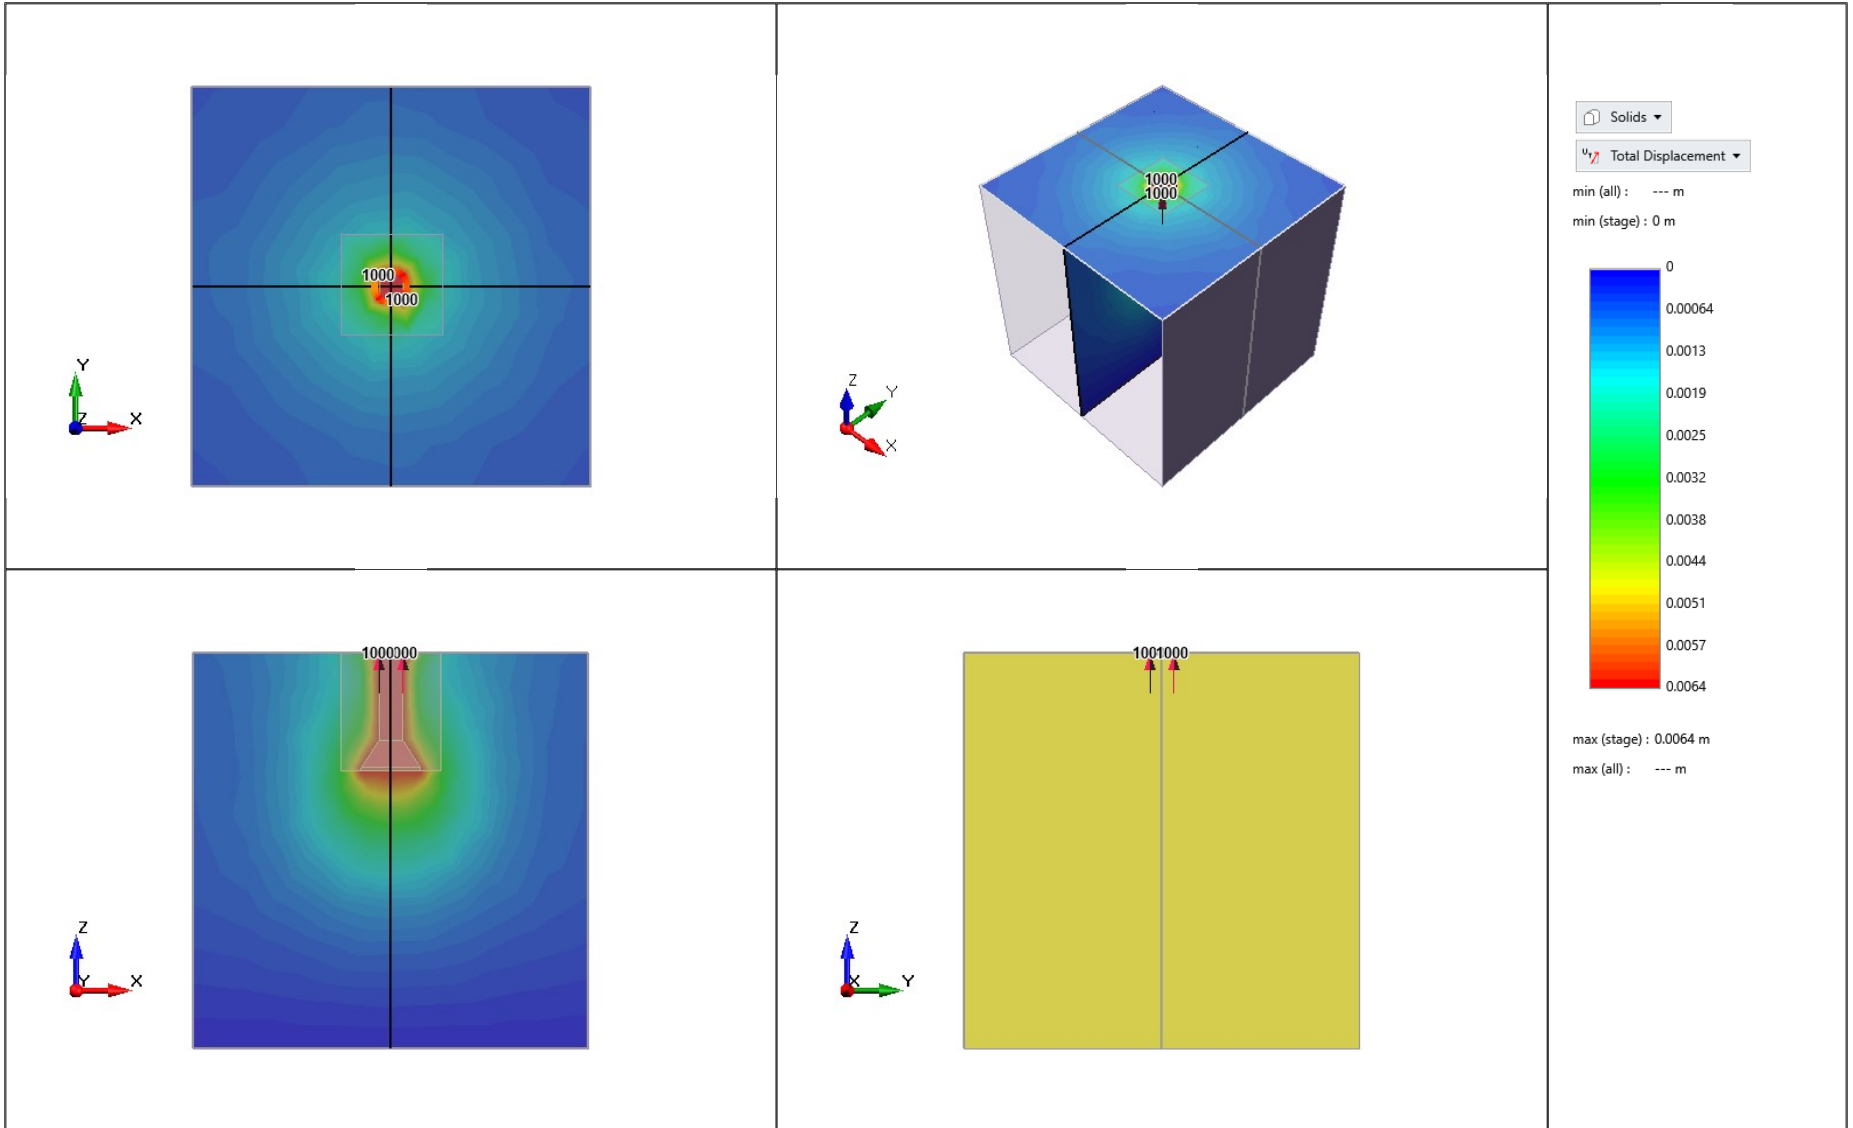 1000
1000
Y
Z
X
1000
1000
Z
Y
X
1000000
Z
Y
X
1001000
Z
X
Y
Solids
UT Total Displacement
min (all) : --- m
min (stage) : 0 m
0
0.00064
0.0013
0.0019
0.0025
0.0032
0.0038
0.0044
0.0051
0.0057
0.0064
max (stage) : 0.0064 m
max (all) : --- m